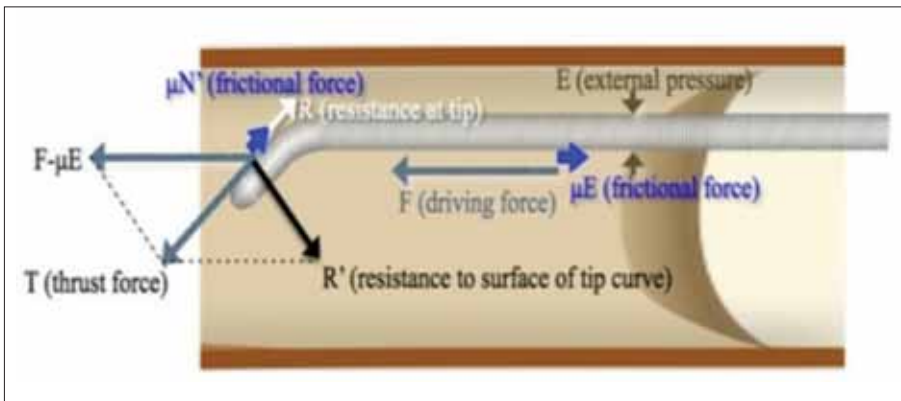 μN' (frictional force)
E (external pressure)
R (resistance at tip)
F-μE
F (driving force)
μE (frictional force)
T (thrust force)
R' (resistance to surface of tip curve)